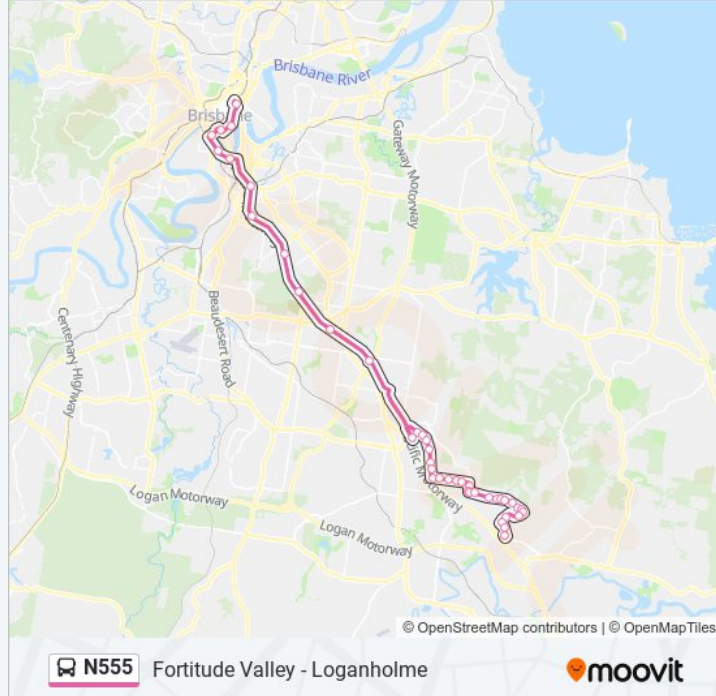 Brisbane River
Brisbane
Gateway Motorway
Centenary Highway
Beaudesert Road
Pacific Motorway
Logan Motorway
Logan Motorway
© OpenStreetMap contributors | © OpenMapTiles
N555 Fortitude Valley - Loganholme
moovit